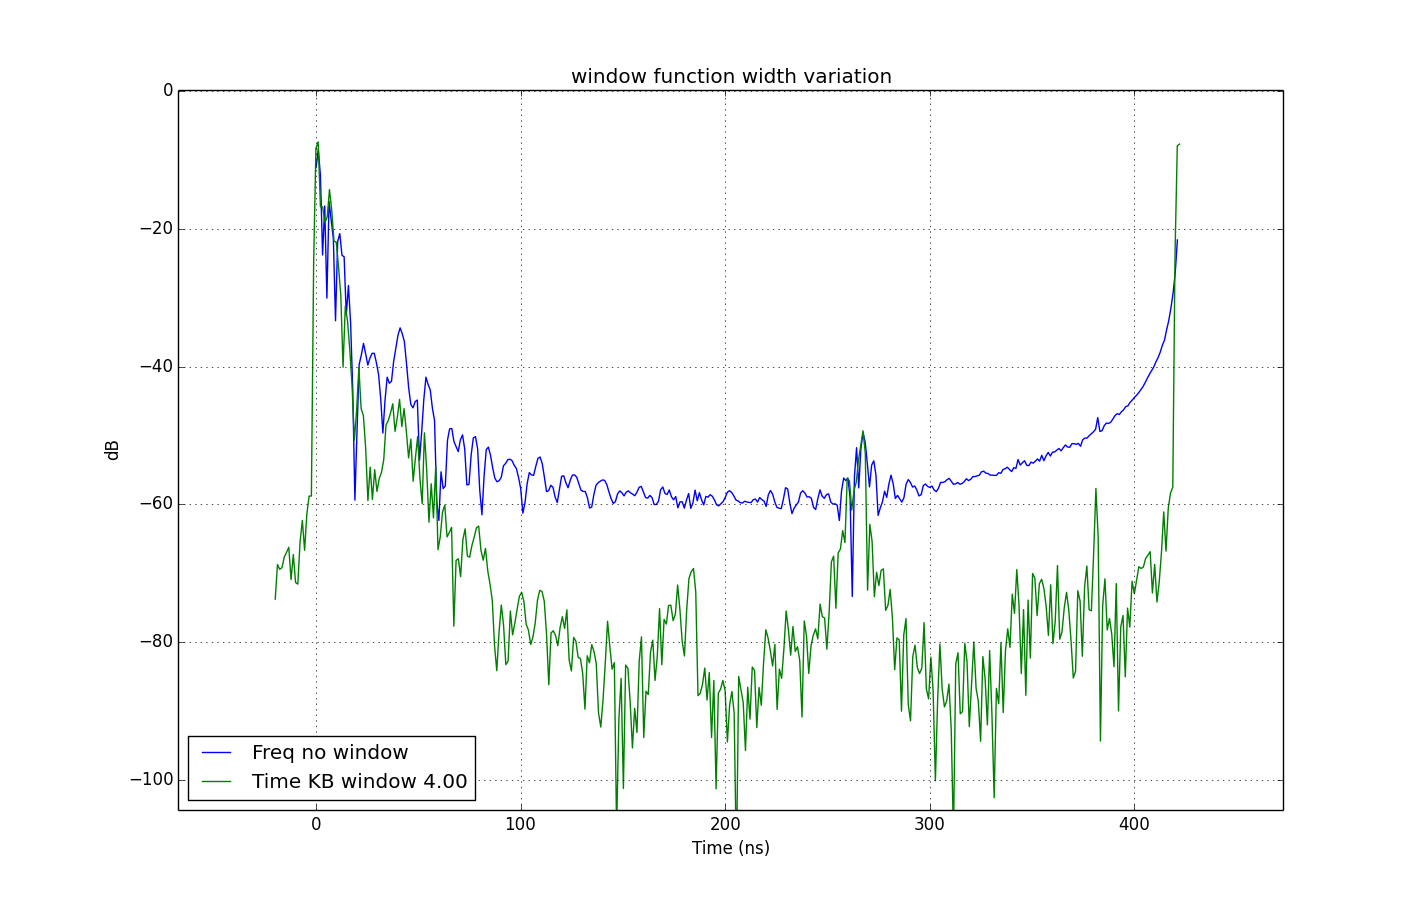 window function width variation
0
−20
−40
−60
−80
−100
dB
Freq no window
Time KB window 4.00
0 100 200 300 400
Time (ns)